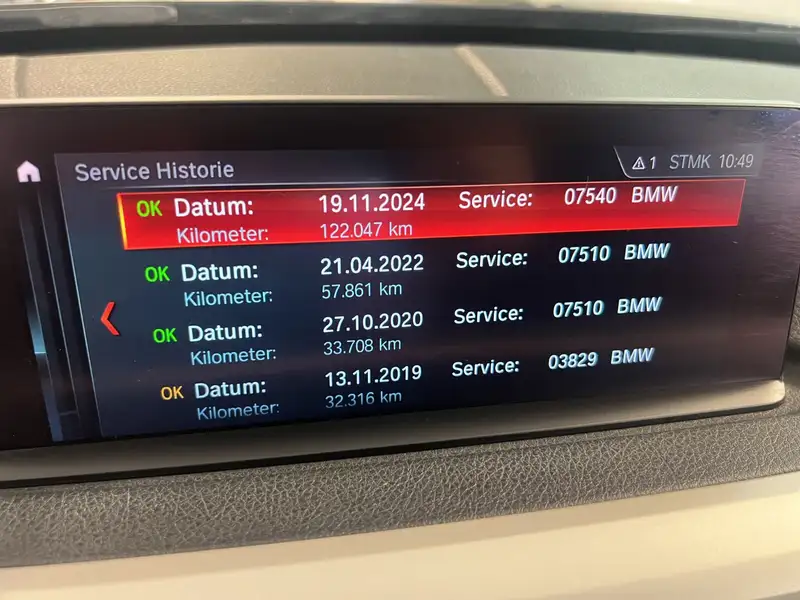 Service Historie
1 STMK 10:49
OK Datum: 19.11.2024 Service: 07540 BMW
Kilometer: 122.047 km
OK Datum: 21.04.2022 Service: 07510 BMW
Kilometer: 57.861 km
OK Datum: 27.10.2020 Service: 07510 BMW
Kilometer: 33.708 km
OK Datum: 13.11.2019 Service: 03829 BMW
Kilometer: 32.316 km